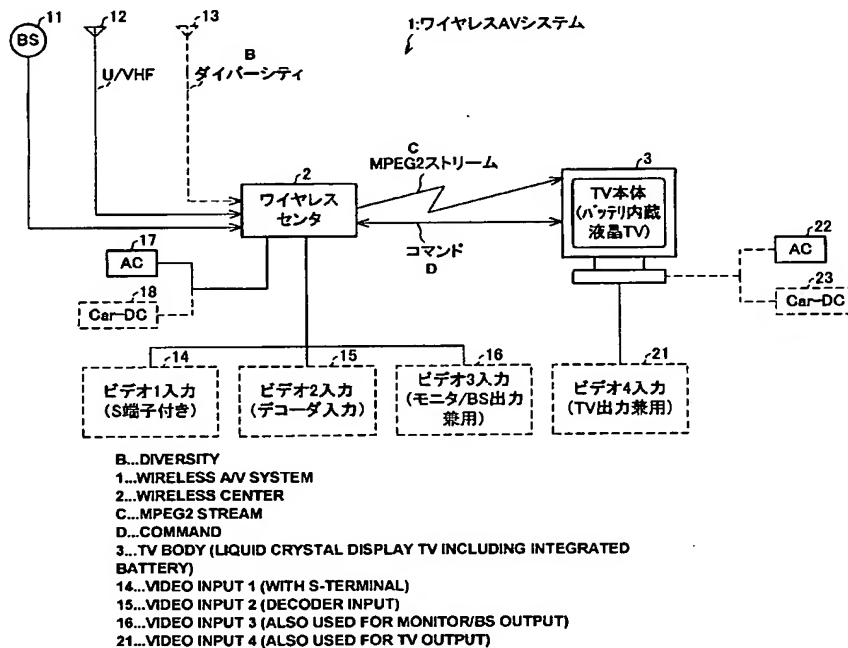 11
12
13
1:ワイヤレスAVシステム
BS
B
U/VHF
ダイバーシティ
C
MPEG2ストリーム
2
3
ワイヤレス
センタ
TV本体
(バッテリ内蔵
液晶TV)
コマンド
D
17
AC
18
Car-DC
22
AC
23
Car-DC
14
15
16
21
ビデオ1入力
(S端子付き)
ビデオ2入力
(デコーダ入力)
ビデオ3入力
(モニタ/BS出力
兼用)
ビデオ4入力
(TV出力兼用)
B...DIVERSITY
1...WIRELESS A/V SYSTEM
2...WIRELESS CENTER
C...MPEG2 STREAM
D...COMMAND
3...TV BODY (LIQUID CRYSTAL DISPLAY TV INCLUDING INTEGRATED
BATTERY)
14...VIDEO INPUT 1 (WITH S-TERMINAL)
15...VIDEO INPUT 2 (DECODER INPUT)
16...VIDEO INPUT 3 (ALSO USED FOR MONITOR/BS OUTPUT)
21...VIDEO INPUT 4 (ALSO USED FOR TV OUTPUT)